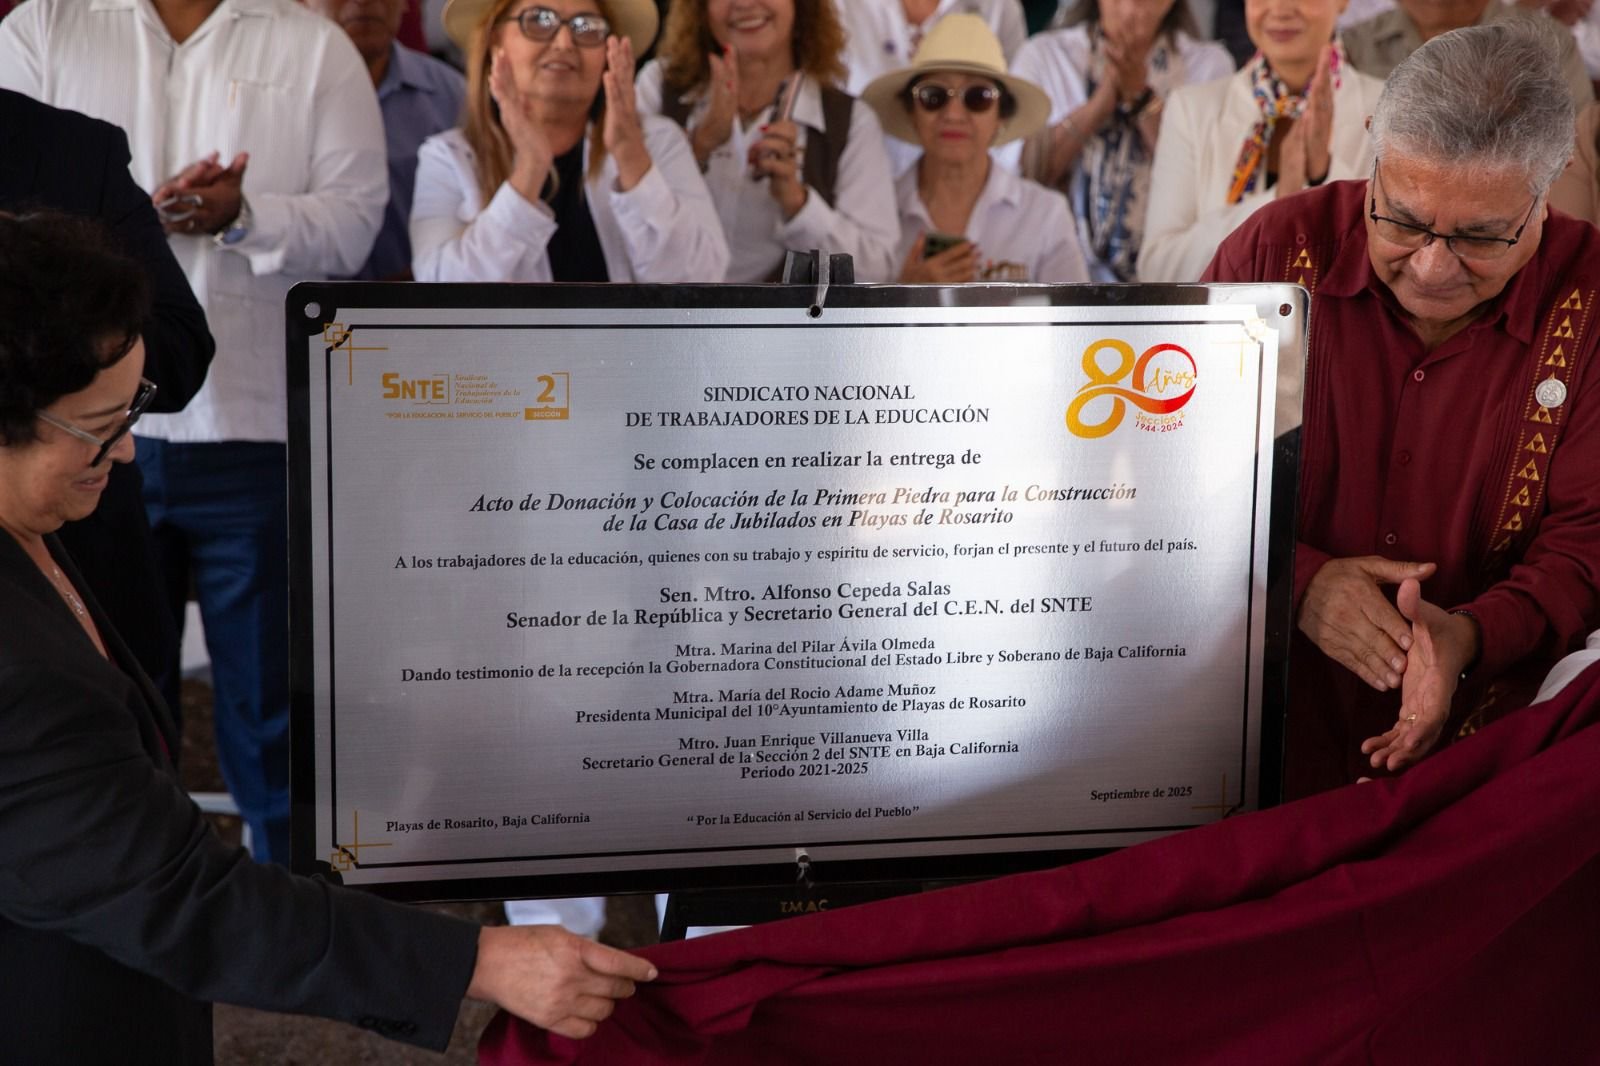 SNTE
Sindicato
Nacional de
Trabajadores de la
Educación
"POR LA EDUCACIÓN AL SERVICIO DEL PUEBLO"
2
SECCIÓN
80
Años
Sección 2
1944-2024
SINDICATO NACIONAL
DE TRABAJADORES DE LA EDUCACIÓN
Se complacen en realizar la entrega de
Acto de Donación y Colocación de la Primera Piedra para la Construcción
de la Casa de Jubilados en Playas de Rosarito
A los trabajadores de la educación, quienes con su trabajo y espíritu de servicio, forjan el presente y el futuro del país.
Sen. Mtro. Alfonso Cepeda Salas
Senador de la República y Secretario General del C.E.N. del SNTE
Mtra. Marina del Pilar Ávila Olmeda
Dando testimonio de la recepción la Gobernadora Constitucional del Estado Libre y Soberano de Baja California
Mtra. María del Rocio Adame Muñoz
Presidenta Municipal del 10°Ayuntamiento de Playas de Rosarito
Mtro. Juan Enrique Villanueva Villa
Secretario General de la Sección 2 del SNTE en Baja California
Periodo 2021-2025
Septiembre de 2025
Playas de Rosarito, Baja California
“ Por la Educación al Servicio del Pueblo”
IMAC